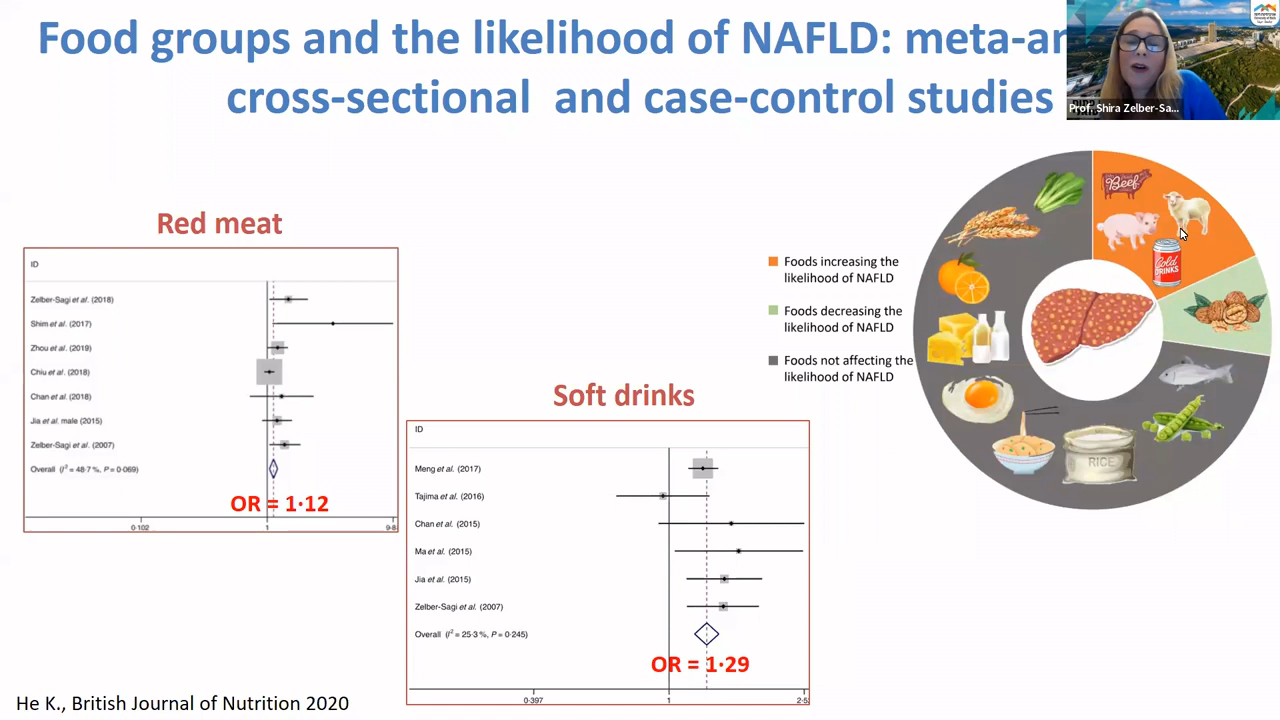 Food groups and the likelihood of NAFLD:
cross-sectional and case-control studies
Prof. Shira Zelber-Sa...
Red meat
ID
Zelber-Sagi et al. (2018)
Shim et al. (2017)
Zhou et al. (2019)
Chiu et al. (2018)
Chan et al. (2018)
Jia et al. male (2015)
Zelber-Sagi et al. (2007)
Overall (I² = 48·7 %, P = 0·069)
OR = 1·12
0·102 1 9·8
Soft drinks
ID
Meng et al. (2017)
Tajima et al. (2016)
Chan et al. (2015)
Ma et al. (2015)
Jia et al. (2015)
Zelber-Sagi et al. (2007)
Overall (I² = 25·3 %, P = 0·245)
OR = 1·29
0·397 1 2·5
Foods increasing the
likelihood of NAFLD
Foods decreasing the
likelihood of NAFLD
Foods not affecting the
likelihood of NAFLD
Beef
Cold
DRINKS
RICE
He K., British Journal of Nutrition 2020